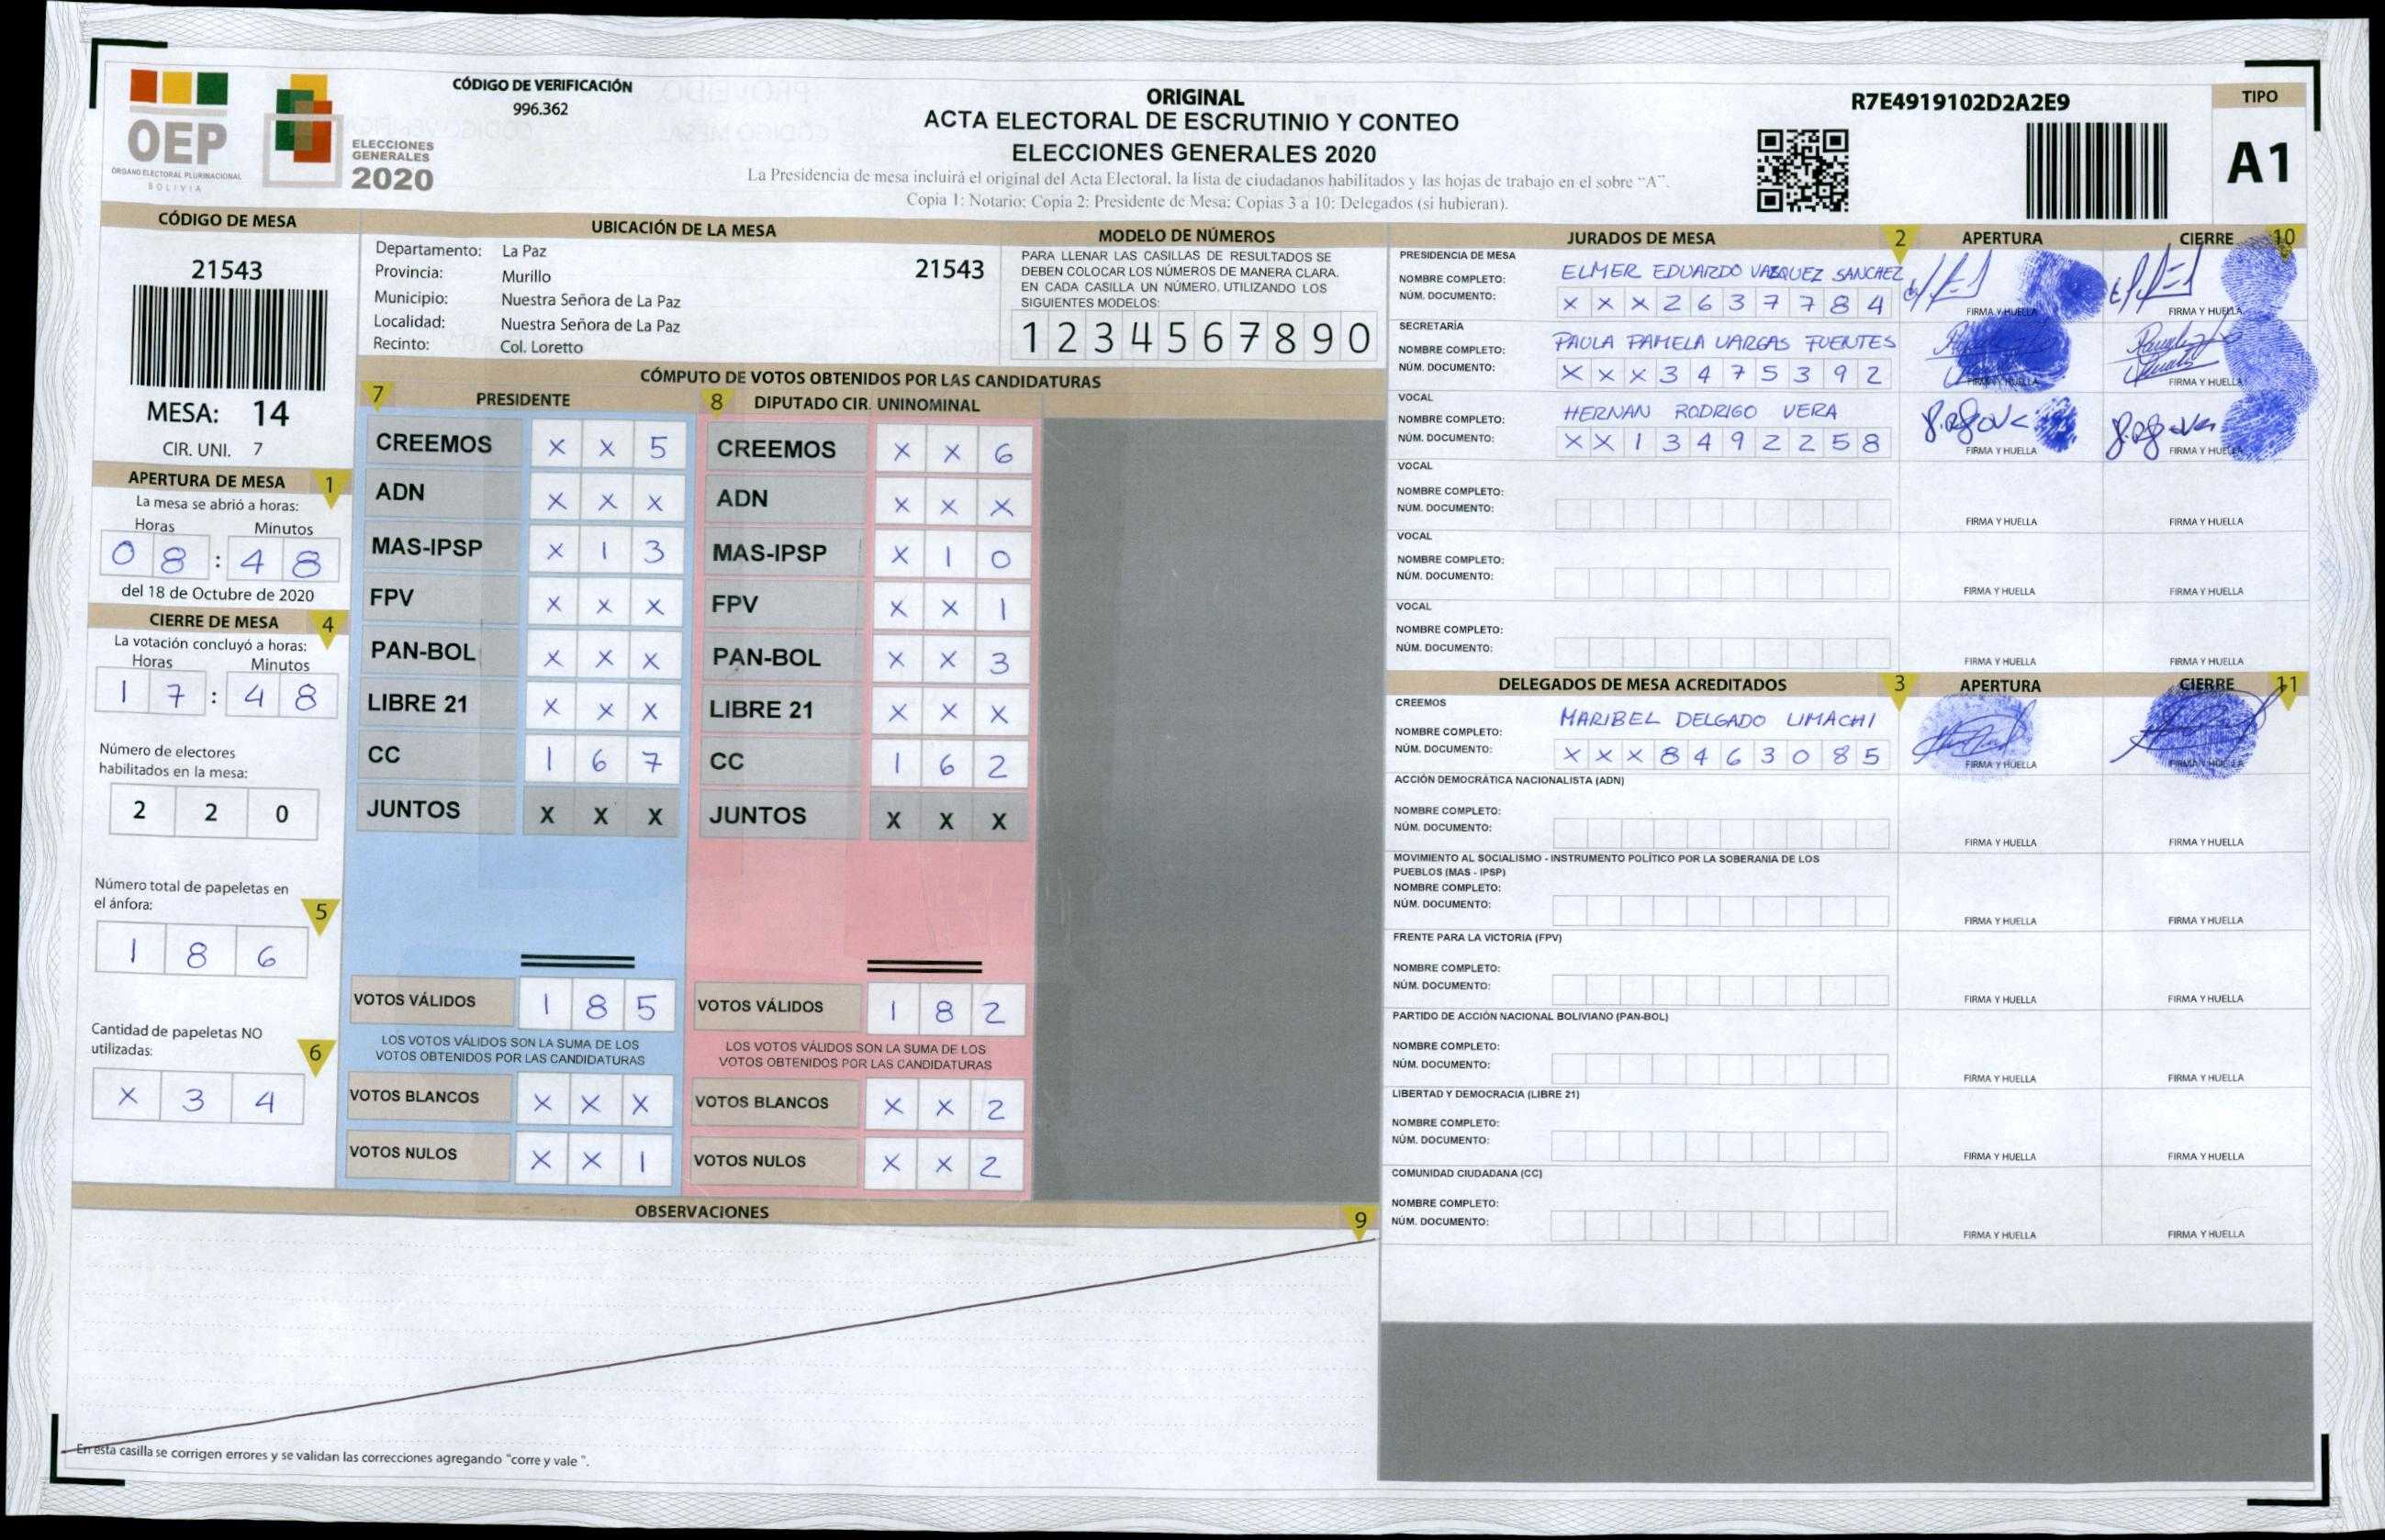 OEP
ÓRGANO ELECTORAL PLURINACIONAL
BOLIVIA
ELECCIONES
GENERALES
2020
CÓDIGO DE VERIFICACIÓN
996.362
ORIGINAL
ACTA ELECTORAL DE ESCRUTINIO Y CONTEO
ELECCIONES GENERALES 2020
La Presidencia de mesa incluirá el original del Acta Electoral, la lista de ciudadanos habilitados y las hojas de trabajo en el sobre "A".
Copia 1: Notario; Copia 2: Presidente de Mesa; Copias 3 a 10: Delegados (si hubieran).
R7E4919102D2A2E9
TIPO
A1
CÓDIGO DE MESA
21543
MESA: 14
CIR. UNI. 7
APERTURA DE MESA 1
La mesa se abrió a horas:
Horas Minutos
0 8 : 4 8
del 18 de Octubre de 2020
CIERRE DE MESA 4
La votación concluyó a horas:
Horas Minutos
1 7 : 4 8
Número de electores
habilitados en la mesa:
2 2 0
Número total de papeletas en
el ánfora:
5
1 8 6
Cantidad de papeletas NO
utilizadas:
6
X 3 4
UBICACIÓN DE LA MESA
Departamento: La Paz
21543
Provincia: Murillo
Municipio: Nuestra Señora de La Paz
Localidad: Nuestra Señora de La Paz
Recinto: Col. Loretto
MODELO DE NÚMEROS
PARA LLENAR LAS CASILLAS DE RESULTADOS SE
DEBEN COLOCAR LOS NÚMEROS DE MANERA CLARA.
EN CADA CASILLA UN NÚMERO, UTILIZANDO LOS
SIGUIENTES MODELOS:
1 2 3 4 5 6 7 8 9 0
CÓMPUTO DE VOTOS OBTENIDOS POR LAS CANDIDATURAS
7 PRESIDENTE
CREEMOS X X 5
ADN X X X
MAS-IPSP X 1 3
FPV X X X
PAN-BOL X X X
LIBRE 21 X X X
CC 1 6 7
JUNTOS X X X
VOTOS VÁLIDOS 1 8 5
LOS VOTOS VÁLIDOS SON LA SUMA DE LOS
VOTOS OBTENIDOS POR LAS CANDIDATURAS
VOTOS BLANCOS X X X
VOTOS NULOS X X 1
8 DIPUTADO CIR. UNINOMINAL
CREEMOS X X 6
ADN X X X
MAS-IPSP X 1 0
FPV X X 1
PAN-BOL X X 3
LIBRE 21 X X X
CC 1 6 2
JUNTOS X X X
VOTOS VÁLIDOS 1 8 2
LOS VOTOS VÁLIDOS SON LA SUMA DE LOS
VOTOS OBTENIDOS POR LAS CANDIDATURAS
VOTOS BLANCOS X X 2
VOTOS NULOS X X 2
OBSERVACIONES
9
En esta casilla se corrigen errores y se validan las correcciones agregando "corre y vale ".
JURADOS DE MESA 2 APERTURA CIERRE 10
PRESIDENCIA DE MESA
NOMBRE COMPLETO: ELMER EDUARDO VAZQUEZ SANCHEZ
NÚM. DOCUMENTO: X X X 2 6 3 7 7 8 4
FIRMA Y HUELLA FIRMA Y HUELLA
SECRETARÍA
NOMBRE COMPLETO: PAULA PAMELA VARGAS FUENTES
NÚM. DOCUMENTO: X X X 3 4 7 5 3 9 2
FIRMA Y HUELLA FIRMA Y HUELLA
VOCAL
NOMBRE COMPLETO: HERNAN RODRIGO VERA
NÚM. DOCUMENTO: X X 1 3 4 9 2 2 5 8
FIRMA Y HUELLA FIRMA Y HUELLA
VOCAL
NOMBRE COMPLETO:
NÚM. DOCUMENTO:
FIRMA Y HUELLA FIRMA Y HUELLA
VOCAL
NOMBRE COMPLETO:
NÚM. DOCUMENTO:
FIRMA Y HUELLA FIRMA Y HUELLA
VOCAL
NOMBRE COMPLETO:
NÚM. DOCUMENTO:
FIRMA Y HUELLA FIRMA Y HUELLA
DELEGADOS DE MESA ACREDITADOS 3 APERTURA CIERRE 11
CREEMOS
NOMBRE COMPLETO: MARIBEL DELGADO LIMACHI
NÚM. DOCUMENTO: X X X 8 4 6 3 0 8 5
FIRMA Y HUELLA FIRMA Y HUELLA
ACCIÓN DEMOCRÁTICA NACIONALISTA (ADN)
NOMBRE COMPLETO:
NÚM. DOCUMENTO:
FIRMA Y HUELLA FIRMA Y HUELLA
MOVIMIENTO AL SOCIALISMO - INSTRUMENTO POLÍTICO POR LA SOBERANIA DE LOS
PUEBLOS (MAS - IPSP)
NOMBRE COMPLETO:
NÚM. DOCUMENTO:
FIRMA Y HUELLA FIRMA Y HUELLA
FRENTE PARA LA VICTORIA (FPV)
NOMBRE COMPLETO:
NÚM. DOCUMENTO:
FIRMA Y HUELLA FIRMA Y HUELLA
PARTIDO DE ACCIÓN NACIONAL BOLIVIANO (PAN-BOL)
NOMBRE COMPLETO:
NÚM. DOCUMENTO:
FIRMA Y HUELLA FIRMA Y HUELLA
LIBERTAD Y DEMOCRACIA (LIBRE 21)
NOMBRE COMPLETO:
NÚM. DOCUMENTO:
FIRMA Y HUELLA FIRMA Y HUELLA
COMUNIDAD CIUDADANA (CC)
NOMBRE COMPLETO:
NÚM. DOCUMENTO:
FIRMA Y HUELLA FIRMA Y HUELLA